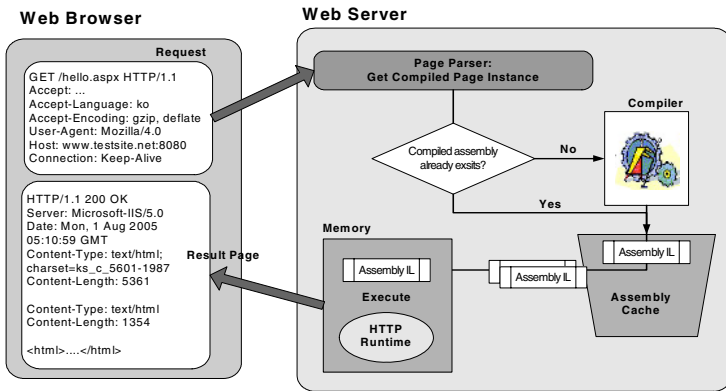 Web Browser
Request
GET /hello.aspx HTTP/1.1
Accept: ...
Accept-Language: ko
Accept-Encoding: gzip, deflate
User-Agent: Mozilla/4.0
Host: www.testsite.net:8080
Connection: Keep-Alive
HTTP/1.1 200 OK
Server: Microsoft-IIS/5.0
Date: Mon, 1 Aug 2005
05:10:59 GMT
Content-Type: text/html;
charset=ks_c_5601-1987
Content-Length: 5361
Content-Type: text/html
Content-Length: 1354
<html>....</html>
Result Page
Web Server
Page Parser:
Get Compiled Page Instance
Compiled assembly
already exsits?
No
Yes
Compiler
Memory
Assembly IL
Execute
HTTP
Runtime
Assembly IL
Assembly IL
Assembly
Cache